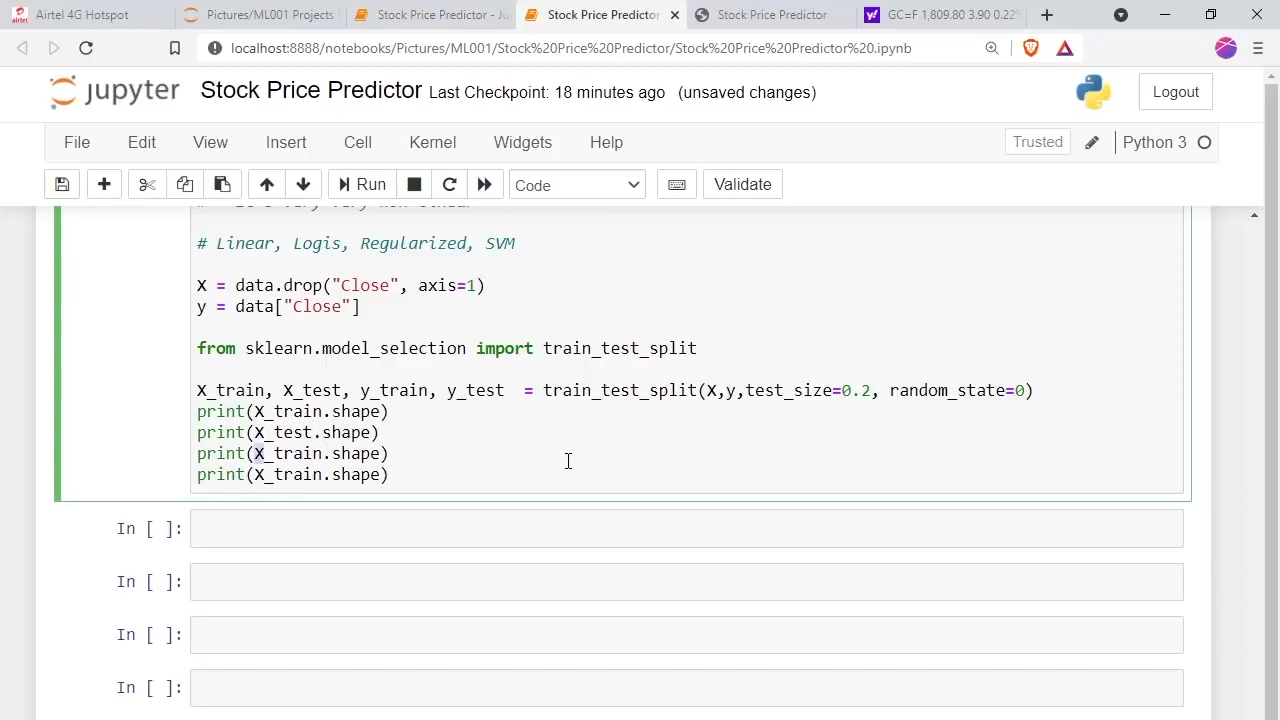 airtel Airtel 4G Hotspot
Pictures/ML001 Projects
Stock Price Predictor - Ju
Stock Price Predictor
Stock Price Predictor
GC=F 1,809.80 3.90 0.22
localhost:8888/notebooks/Pictures/ML001/Stock%20Price%20Predictor/Stock%20Price%20Predictor%20.ipynb
jupyter Stock Price Predictor Last Checkpoint: 18 minutes ago (unsaved changes)
Logout
File Edit View Insert Cell Kernel Widgets Help
Trusted Python 3
Run Code Validate
# Linear, Logis, Regularized, SVM
X = data.drop("Close", axis=1)
y = data["Close"]
from sklearn.model_selection import train_test_split
X_train, X_test, y_train, y_test = train_test_split(X,y,test_size=0.2, random_state=0)
print(X_train.shape)
print(X_test.shape)
print(X_train.shape)
print(X_train.shape)
In [ ]:
In [ ]:
In [ ]:
In [ ]: